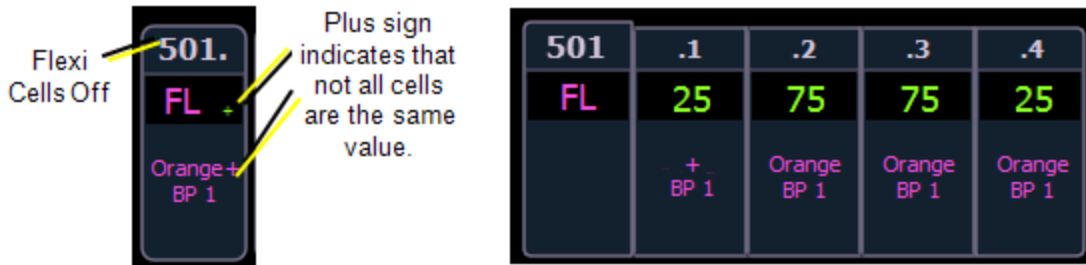 Flexi
Cells Off
501.
FL +
Orange+
BP 1
Plus sign
indicates that
not all cells
are the same
value.
501 .1 .2 .3 .4
FL 25 75 75 25
+ Orange Orange Orange
BP 1 BP 1 BP 1 BP 1